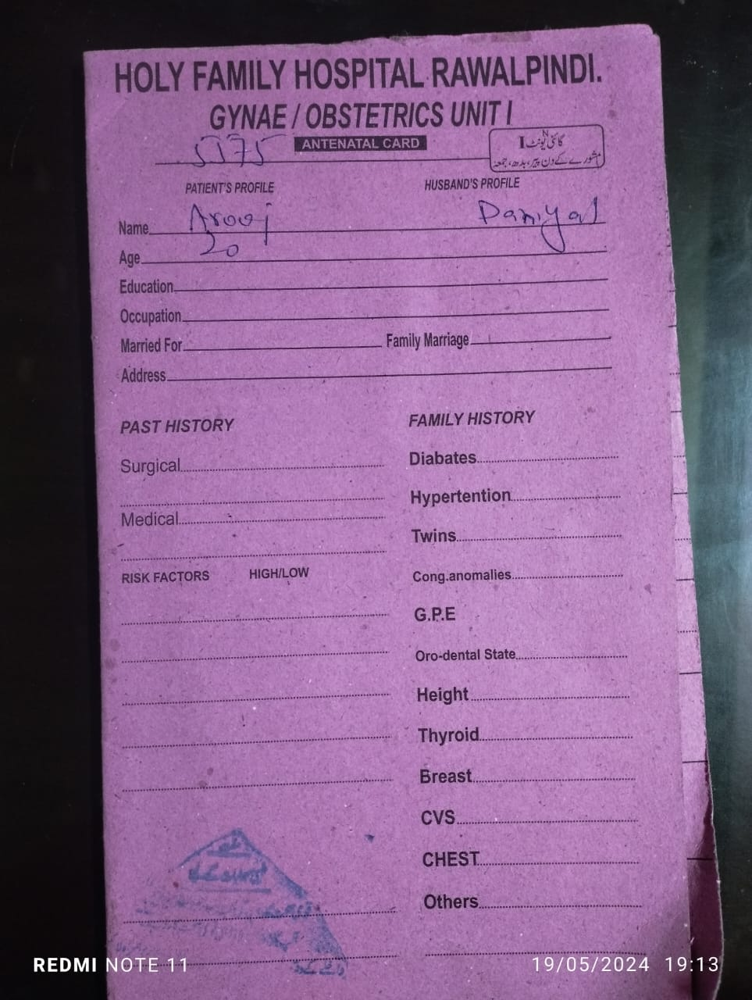 HOLY FAMILY HOSPITAL RAWALPINDI.
GYNAE / OBSTETRICS UNIT I
5575 ANTENATAL CARD
گائنی یونٹ I
مشورے کے دن پیر، بدھ، جمعہ
PATIENT'S PROFILE HUSBAND'S PROFILE
Name Arooj Daniyal
Age 20
Education
Occupation
Married For Family Marriage
Address
PAST HISTORY
Surgical
Medical
RISK FACTORS HIGH/LOW
FAMILY HISTORY
Diabates
Hypertention
Twins
Cong.anomalies
G.P.E
Oro-dental State
Height
Thyroid
Breast
CVS
CHEST
Others
REDMI NOTE 11 19/05/2024 19:13